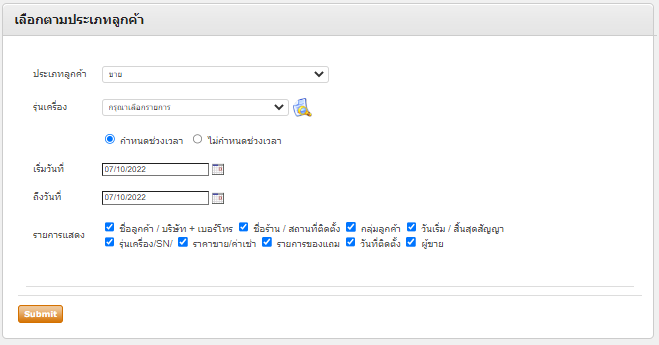 เลือกตามประเภทลูกค้า
ประเภทลูกค้า ขาย
รุ่นเครื่อง กรุณาเลือกรายการ
กำหนดช่วงเวลา ไม่กำหนดช่วงเวลา
เริ่มวันที่ 07/10/2022
ถึงวันที่ 07/10/2022
รายการแสดง ชื่อลูกค้า / บริษัท + เบอร์โทร ชื่อร้าน / สถานที่ติดตั้ง กลุ่มลูกค้า วันเริ่ม / สิ้นสุดสัญญา
รุ่นเครื่อง/SN/ ราคาขาย/ค่าเช่า รายการของแถม วันที่ติดตั้ง ผู้ขาย
Submit